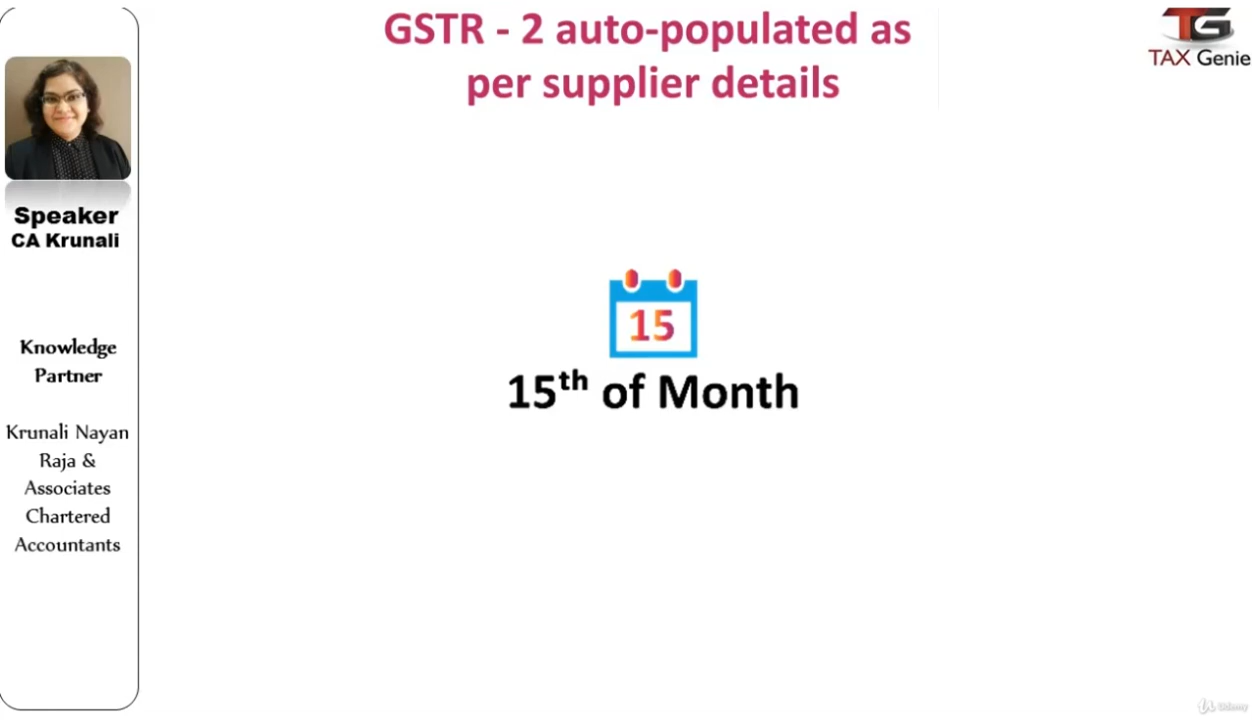 GSTR - 2 auto-populated as
per supplier details
TG
TAX Genie
Speaker
CA Krunali
Knowledge
Partner
Krunali Nayan
Raja &
Associates
Chartered
Accountants
15
15th of Month
Udemy